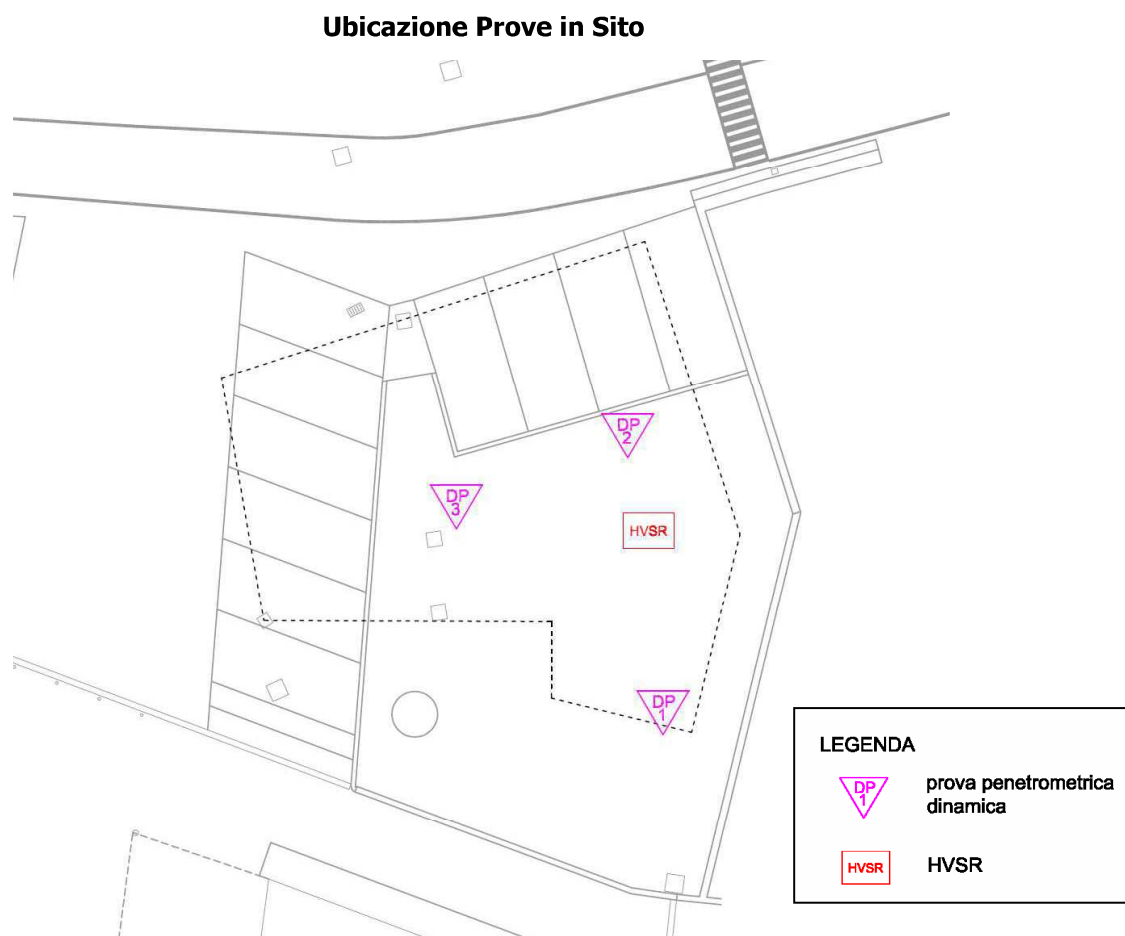 Ubicazione Prove in Sito
DP
2
DP
3
HVSR
DP
1
LEGENDA
DP
1
prova penetrometrica
dinamica
HVSR
HVSR